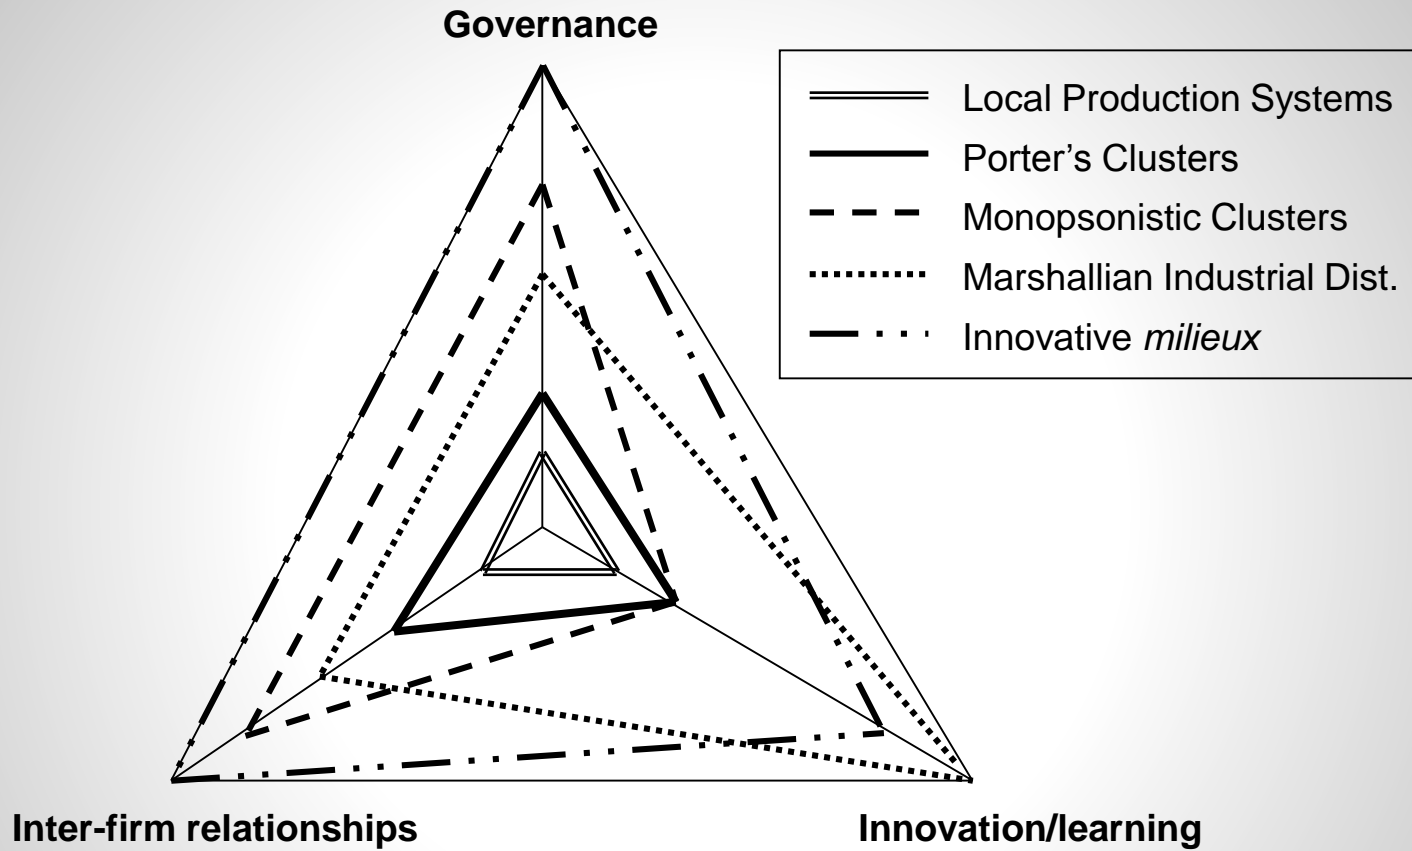 Governance
Local Production Systems
Porter’s Clusters
Monopsonistic Clusters
Marshallian Industrial Dist.
Innovative milieux
Inter-firm relationships
Innovation/learning